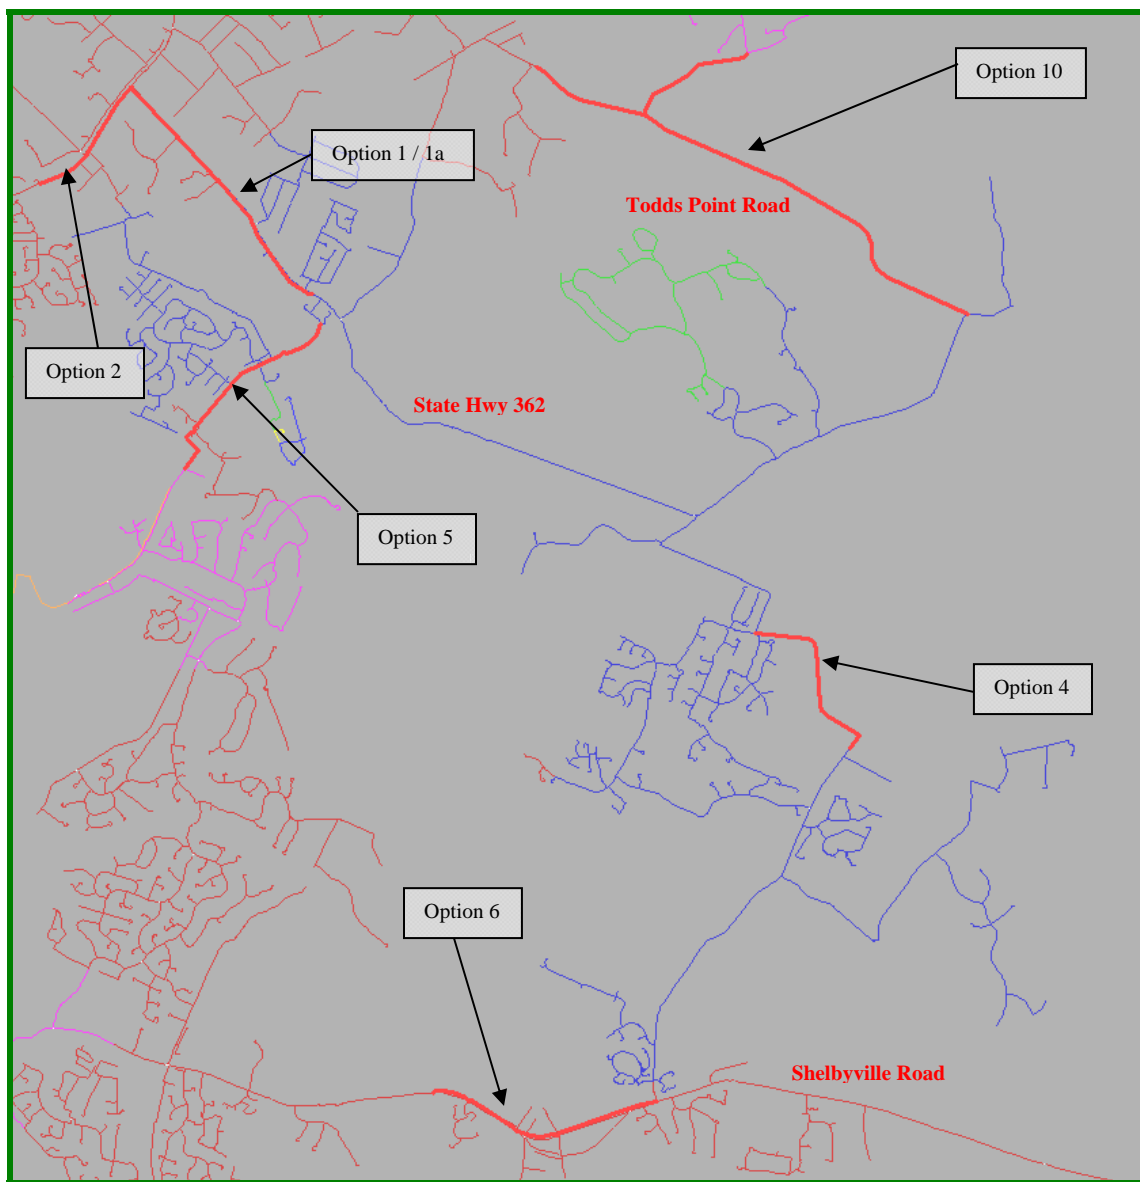 Option 10
Option 1 / 1a
Todds Point Road
Option 2
State Hwy 362
Option 5
Option 4
Option 6
Shelbyville Road